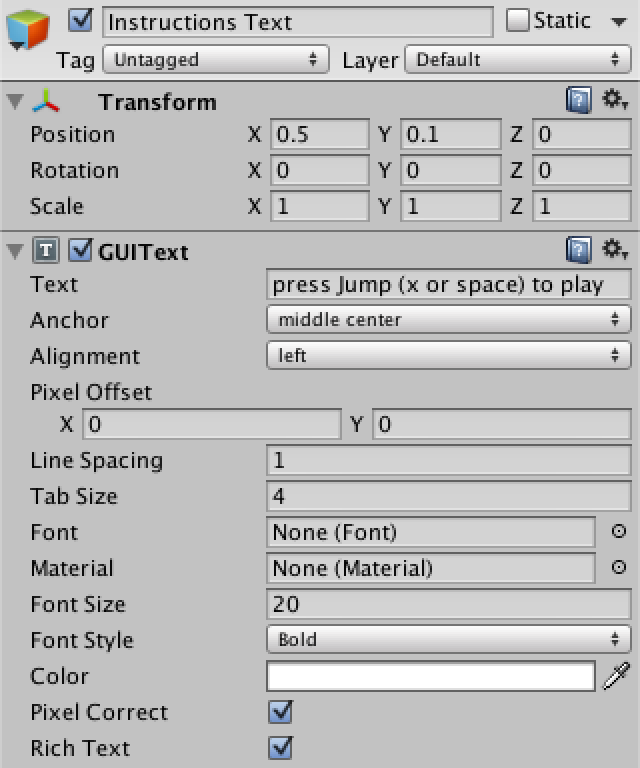 Instructions Text Static
Tag Untagged Layer Default
Transform
Position X 0.5 Y 0.1 Z 0
Rotation X 0 Y 0 Z 0
Scale X 1 Y 1 Z 1
T GUIText
Text press Jump (x or space) to play
Anchor middle center
Alignment left
Pixel Offset
X 0 Y 0
Line Spacing 1
Tab Size 4
Font None (Font)
Material None (Material)
Font Size 20
Font Style Bold
Color
Pixel Correct
Rich Text